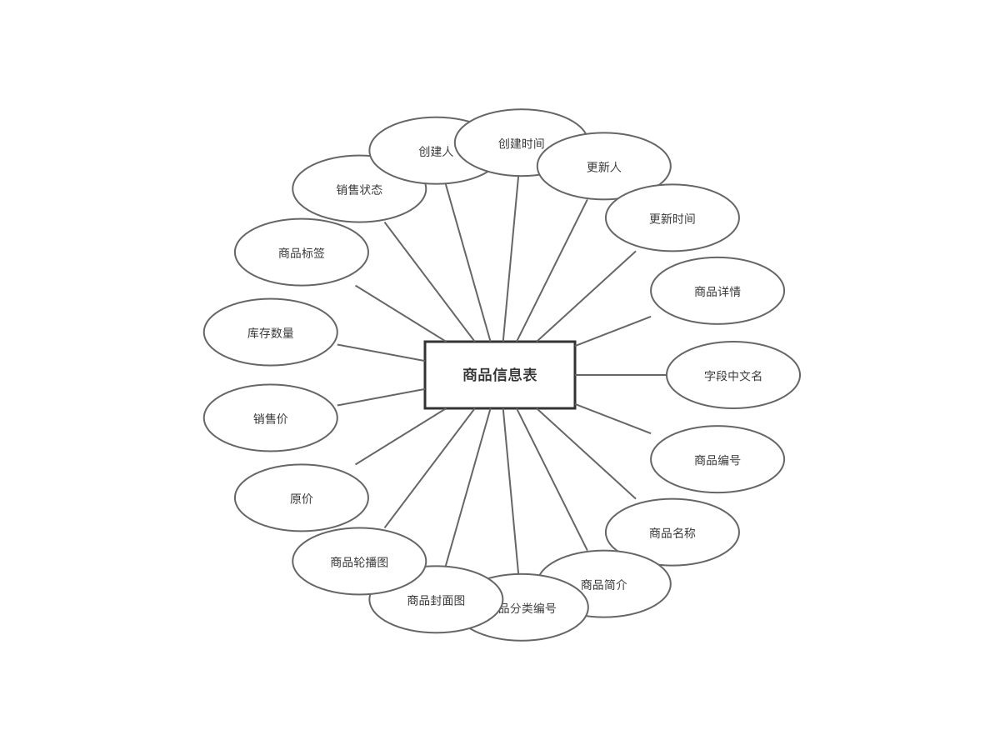 创建时间
创建人
更新人
销售状态
更新时间
商品标签
商品详情
库存数量
商品信息表
字段中文名
销售价
商品编号
原价
商品名称
商品轮播图
商品简介
商品封面图
品分类编号